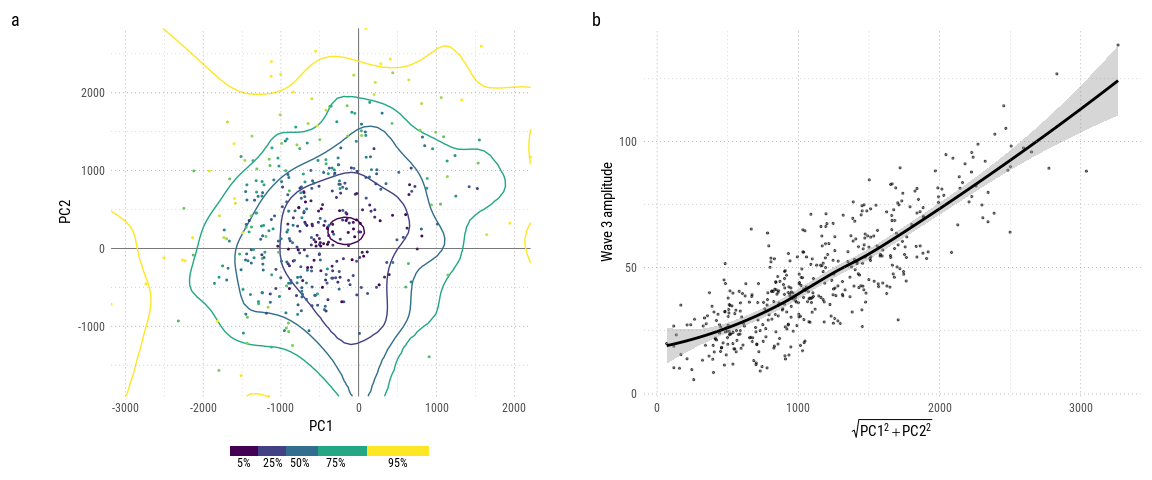 a
PC2
2000
1000
0
-1000
-3000 -2000 -1000 0 1000 2000
PC1
5% 25% 50% 75% 95%
b
Wave 3 amplitude
100
50
0
0 1000 2000 3000
√PC1² + PC2²